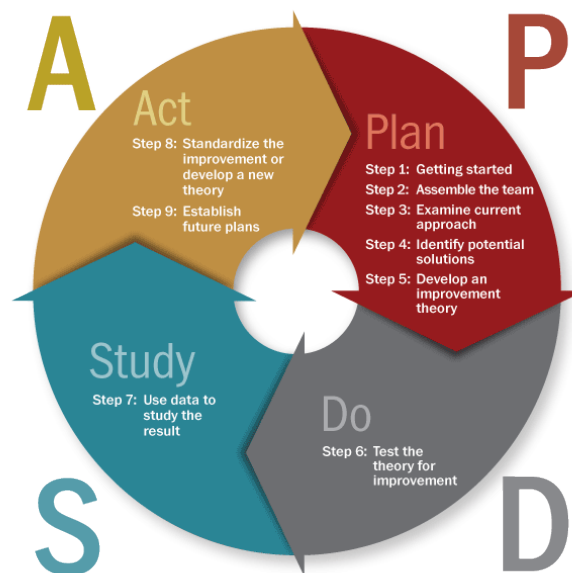 A
P
Act
Step 8: Standardize the
improvement or
develop a new
theory
Step 9: Establish
future plans
Plan
Step 1: Getting started
Step 2: Assemble the team
Step 3: Examine current
approach
Step 4: Identify potential
solutions
Step 5: Develop an
improvement
theory
Study
Step 7: Use data to
study the
result
Do
Step 6: Test the
theory for
improvement
S
D